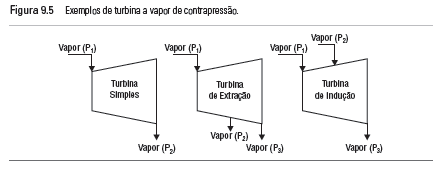 Figura 9.5 Exemplos de turbina a vapor de contrapressão.
Vapor (P1) Vapor (P1) Vapor (P1) Vapor (P2)
Turbina Simples
Turbina de Extração
Turbina de Indução
Vapor (P2)
Vapor (P2)
Vapor (P3)
Vapor (P3)